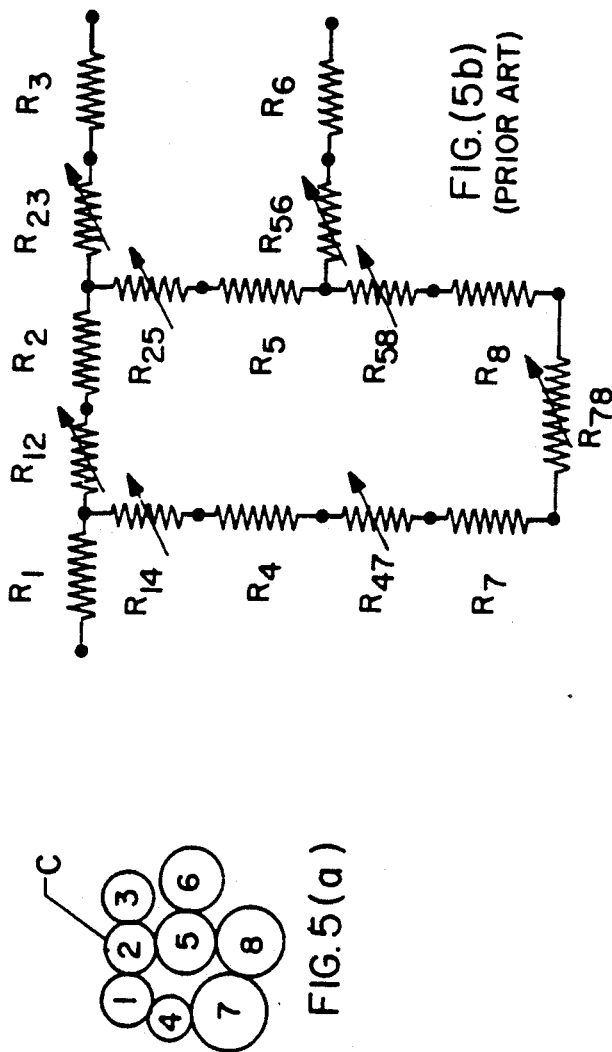 C
1
2
3
4
5
6
7
8
FIG. 5(a)
R1
R12
R2
R23
R3
R14
R25
R4
R5
R56
R6
R47
R58
R7
R8
R78
FIG. (5b)
(PRIOR ART)